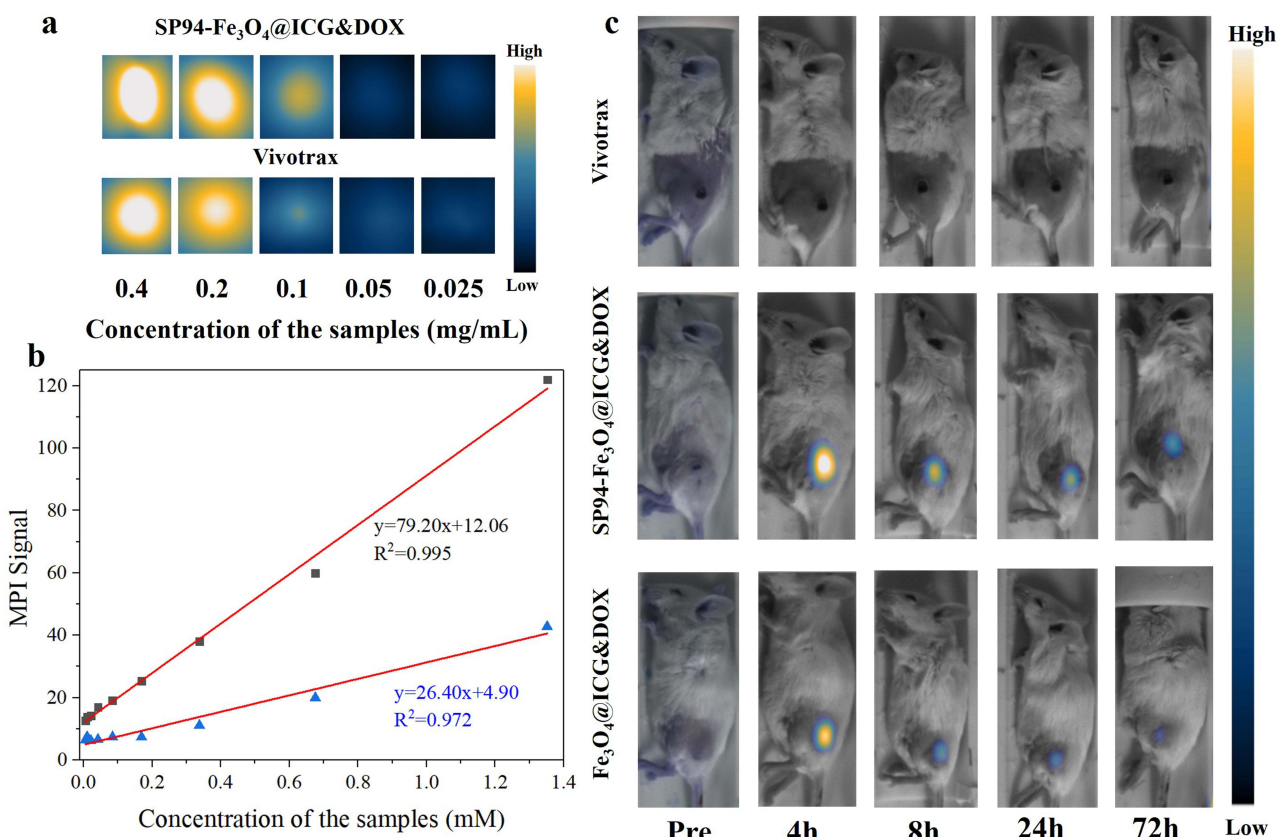 a
SP94-Fe₃O₄@ICG&DOX
High
Vivotrax
Low
0.4 0.2 0.1 0.05 0.025
Concentration of the samples (mg/mL)
b
MPI Signal
120
100
80
60
40
20
0
y=79.20x+12.06
R²=0.995
y=26.40x+4.90
R²=0.972
0.0 0.2 0.4 0.6 0.8 1.0 1.2 1.4
Concentration of the samples (mM)
c
High
Vivotrax
SP94-Fe₃O₄@ICG&DOX
Fe₃O₄@ICG&DOX
Pre 4h 8h 24h 72h
Low